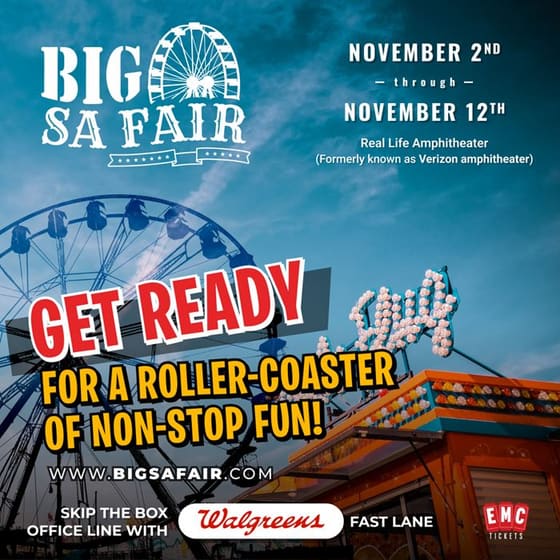 BIG
SA FAIR
NOVEMBER 2ND
through
NOVEMBER 12TH
Real Life Amphitheater
(Formerly known as Verizon amphitheater)
GET READY
FOR A ROLLER-COASTER
OF NON-STOP FUN!
WWW.BIGSAFAIR.COM
SKIP THE BOX
OFFICE LINE WITH
Walgreens
FAST LANE
EMC
TICKETS